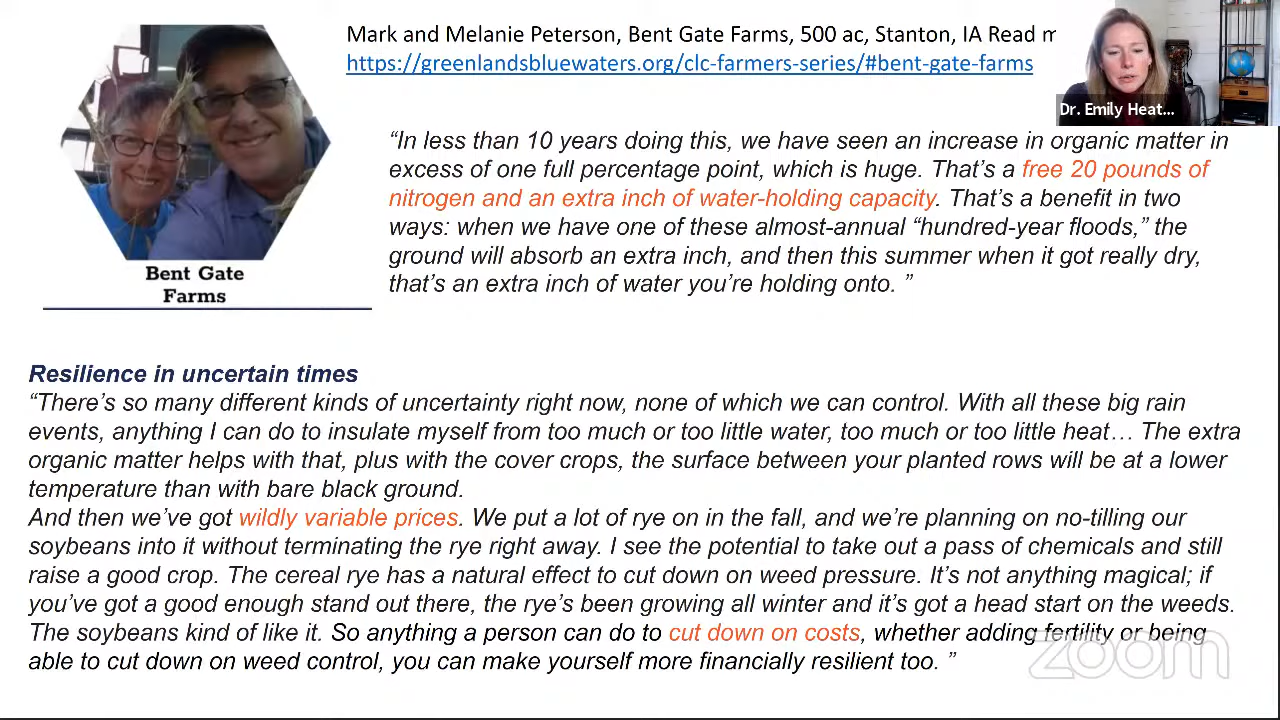 Mark and Melanie Peterson, Bent Gate Farms, 500 ac, Stanton, IA Read m
https://greenlandsbluewaters.org/clc-farmers-series/#bent-gate-farms
Dr. Emily Heat...
“In less than 10 years doing this, we have seen an increase in organic matter in
excess of one full percentage point, which is huge. That’s a free 20 pounds of
nitrogen and an extra inch of water-holding capacity. That’s a benefit in two
ways: when we have one of these almost-annual “hundred-year floods,” the
ground will absorb an extra inch, and then this summer when it got really dry,
that’s an extra inch of water you’re holding onto. ”
Bent Gate
Farms
Resilience in uncertain times
“There’s so many different kinds of uncertainty right now, none of which we can control. With all these big rain
events, anything I can do to insulate myself from too much or too little water, too much or too little heat… The extra
organic matter helps with that, plus with the cover crops, the surface between your planted rows will be at a lower
temperature than with bare black ground.
And then we’ve got wildly variable prices. We put a lot of rye on in the fall, and we’re planning on no-tilling our
soybeans into it without terminating the rye right away. I see the potential to take out a pass of chemicals and still
raise a good crop. The cereal rye has a natural effect to cut down on weed pressure. It’s not anything magical; if
you’ve got a good enough stand out there, the rye’s been growing all winter and it’s got a head start on the weeds.
The soybeans kind of like it. So anything a person can do to cut down on costs, whether adding fertility or being
able to cut down on weed control, you can make yourself more financially resilient too. ”
zoom